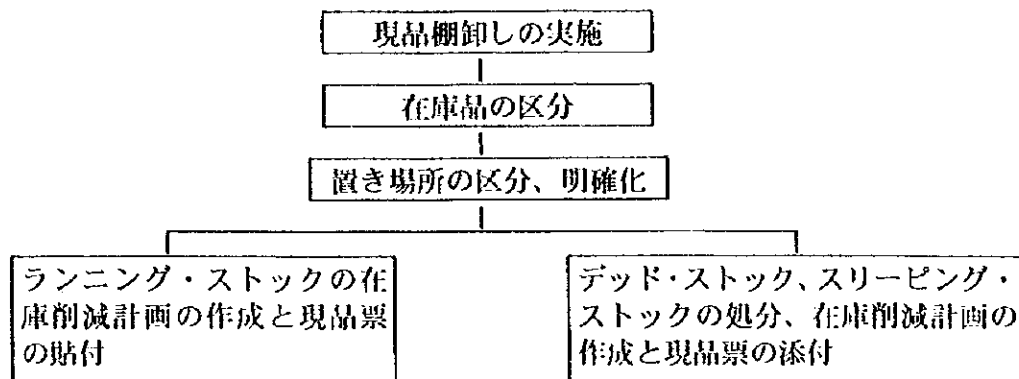 現品棚卸しの実施
在庫品の区分
置き場所の区分、明確化
ランニング・ストックの在
庫削減計画の作成と現品票
の貼付
デッド・ストック、スリーピング・
ストックの処分、在庫削減計画の
作成と現品票の添付